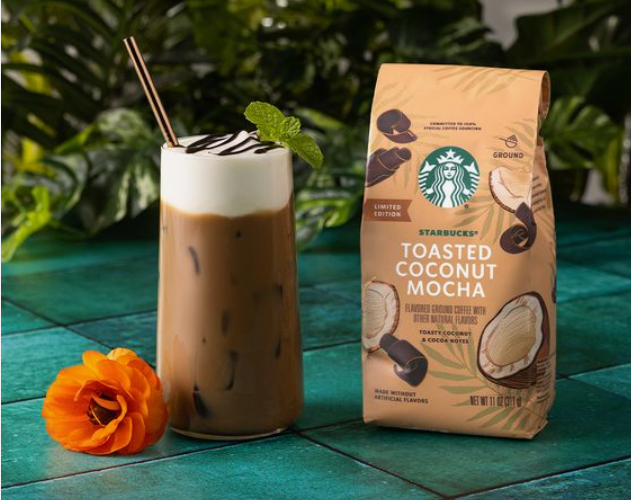 COMMITTED TO 100%
ETHICAL COFFEE SOURCING
GROUND
LIMITED
EDITION
STARBUCKS®
TOASTED
COCONUT
MOCHA
FLAVORED GROUND COFFEE WITH
OTHER NATURAL FLAVORS
TOASTY COCONUT
& COCOA NOTES
MADE WITHOUT
ARTIFICIAL FLAVORS
NET WT 11 OZ (311 g)